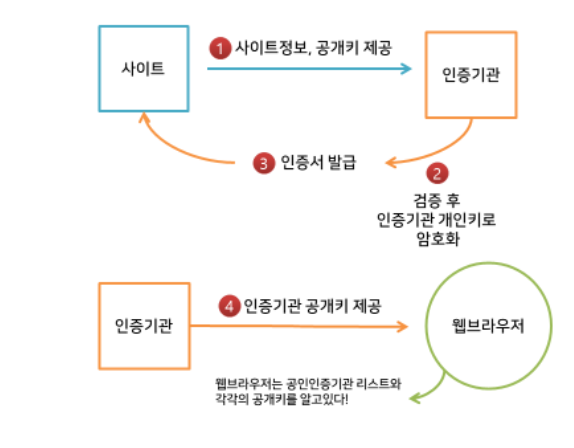 1 사이트정보, 공개키 제공
사이트
인증기관
3 인증서 발급
2
검증 후
인증기관 개인키로
암호화
4 인증기관 공개키 제공
인증기관
웹브라우저
웹브라우저는 공인인증기관 리스트와
각각의 공개키를 알고있다!